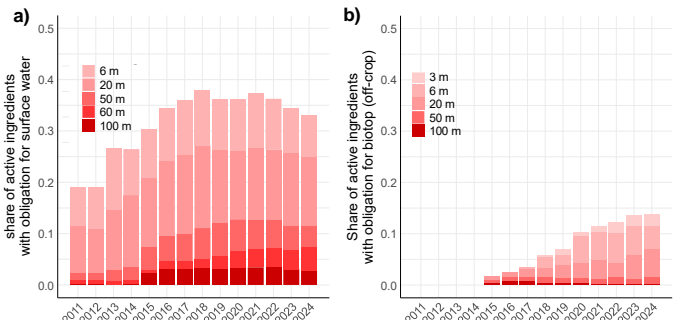 a)
share of active ingredients
with obligation for surface water
0.5
0.4
0.3
0.2
0.1
0.0
6 m
20 m
50 m
60 m
100 m
2011
2012
2013
2014
2015
2016
2017
2018
2019
2020
2021
2022
2023
2024
b)
Share of active ingredients
with obligation for biotop (off-crop)
0.5
0.4
0.3
0.2
0.1
0.0
3 m
6 m
20 m
50 m
100 m
2011
2012
2013
2014
2015
2016
2017
2018
2019
2020
2021
2022
2023
2024